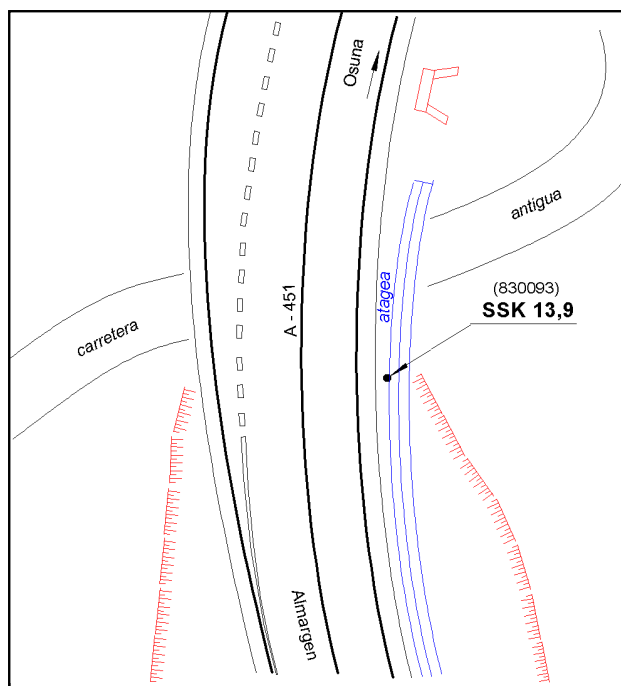 Osuna
antigua
atagea
(830093)
SSK 13,9
A - 451
carretera
Almargen